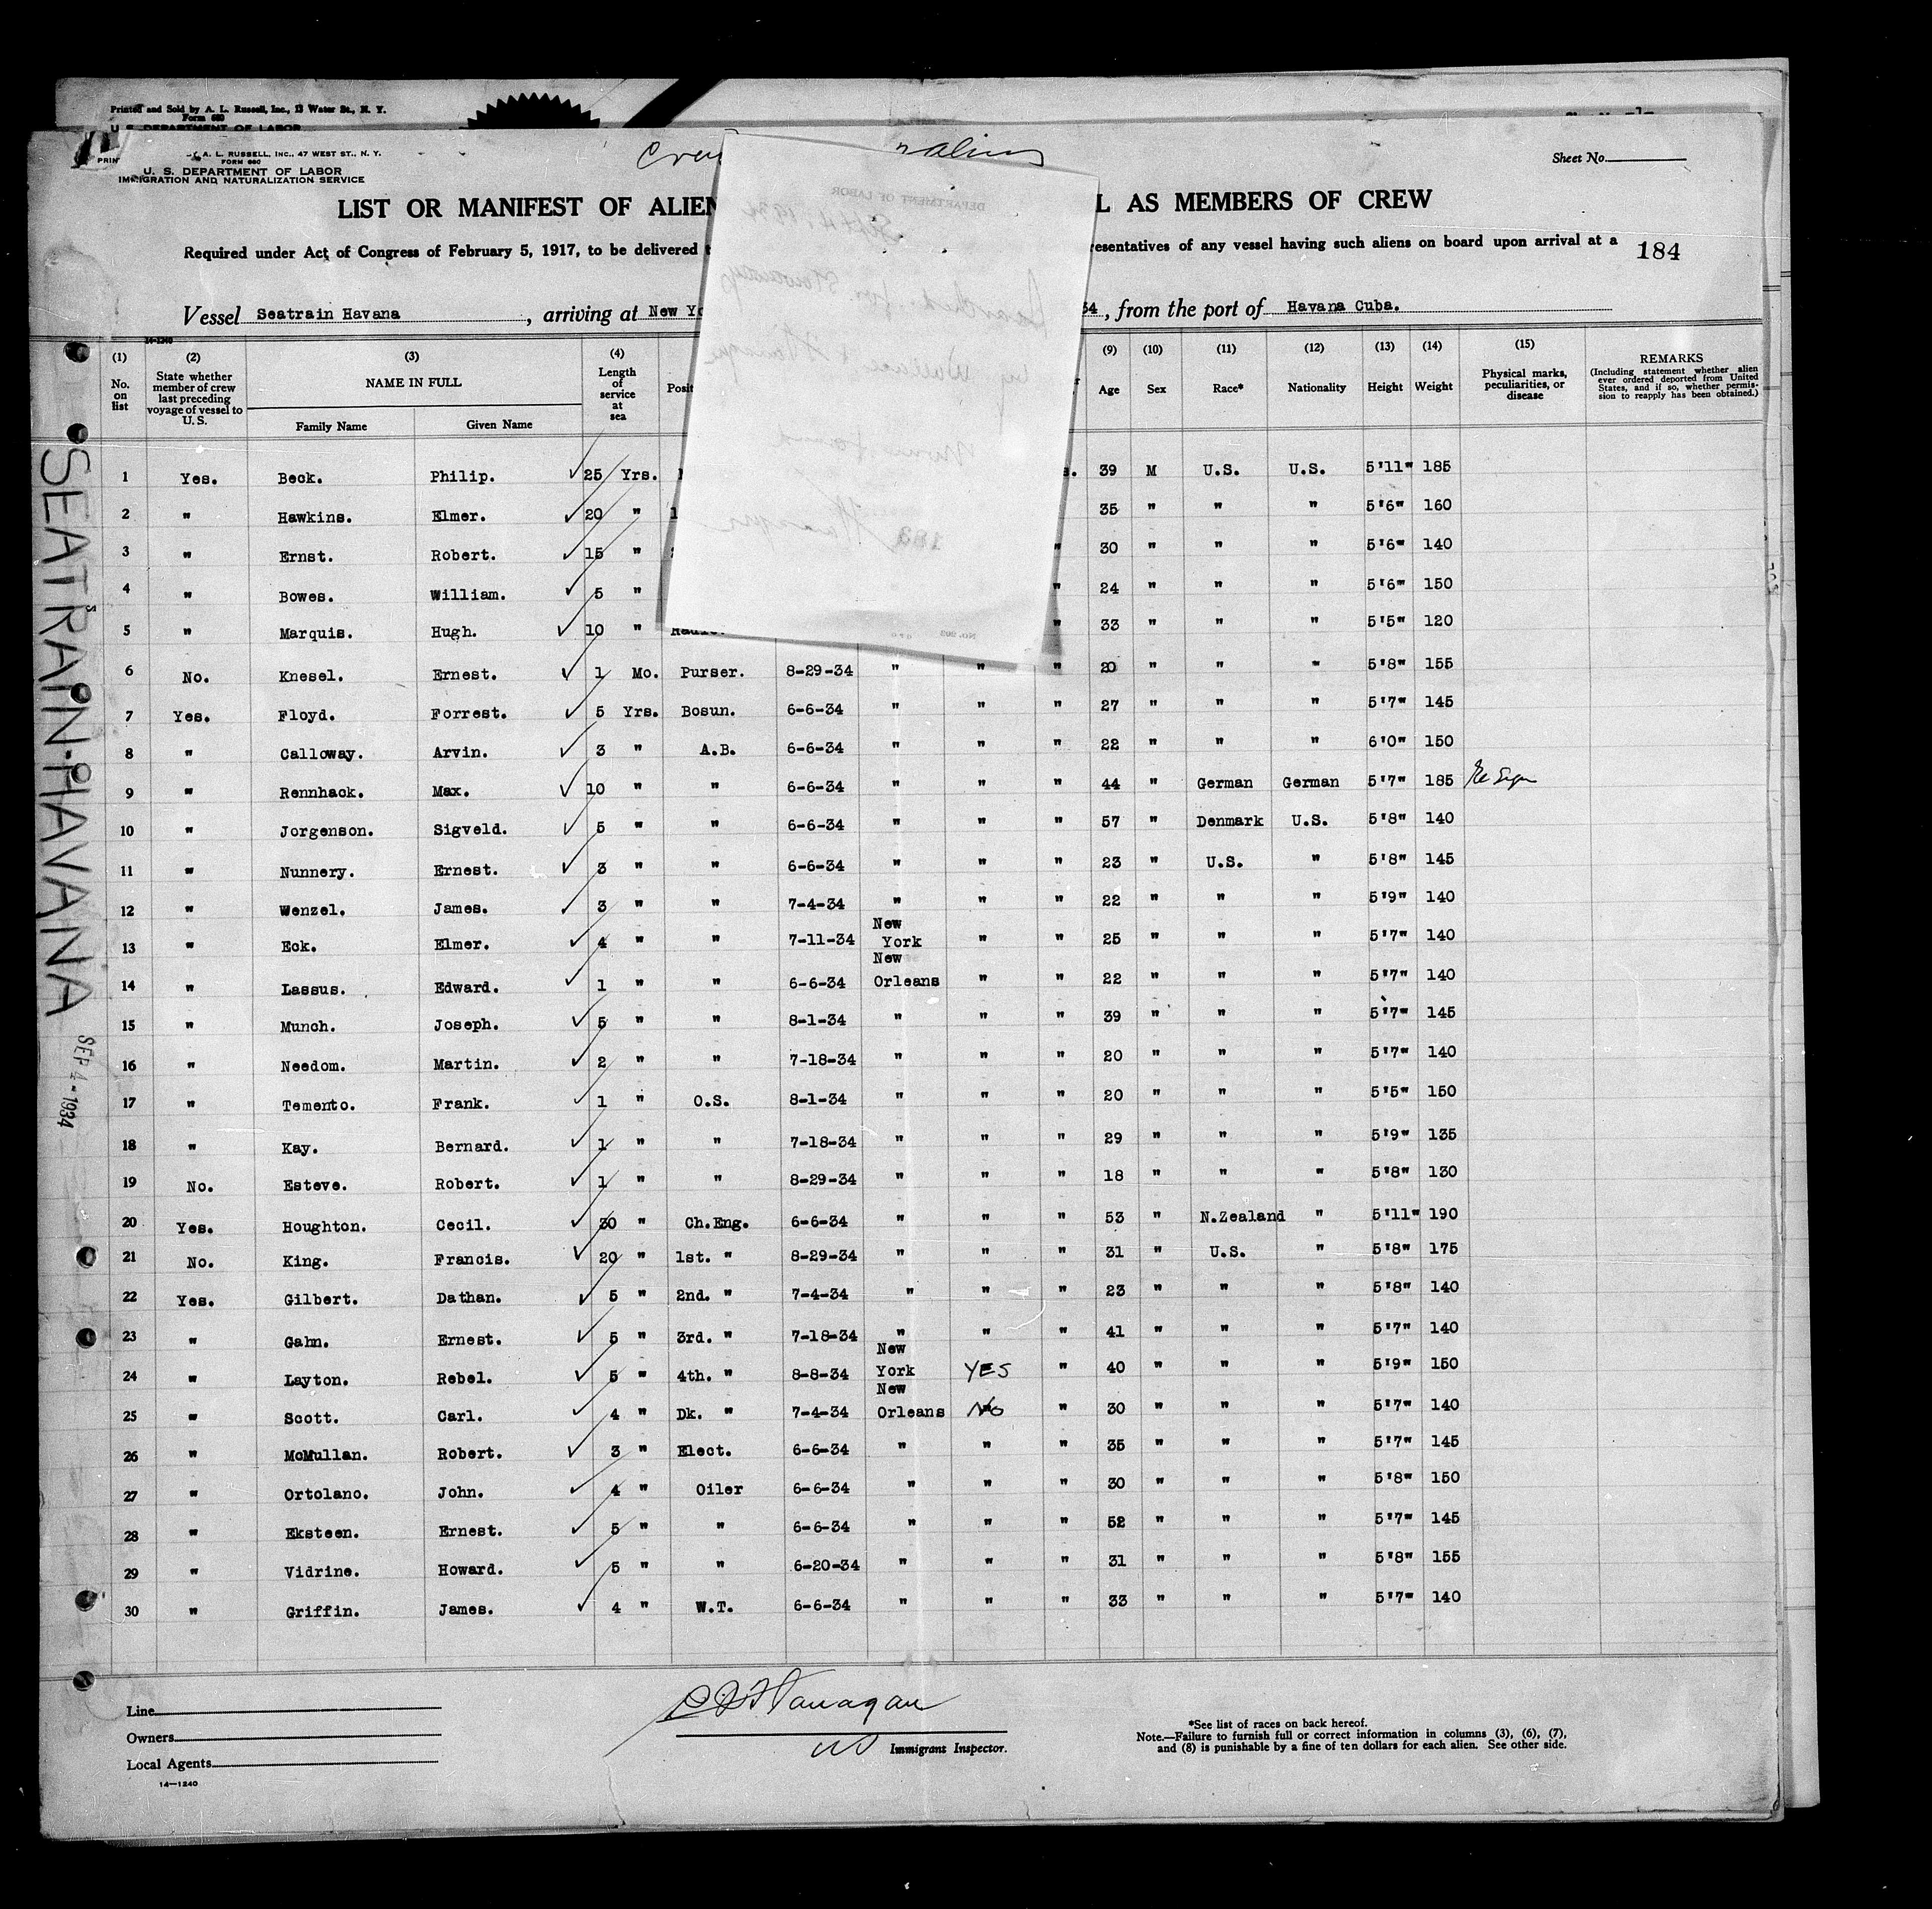 Printed and Sold by A. L. Russell, Inc., 13 Water St., N. Y.
Form 680
U. S. DEPARTMENT OF LABOR
A. L. RUSSELL, INC., 47 WEST ST., N. Y.
FORM 680
U. S. DEPARTMENT OF LABOR
IMMIGRATION AND NATURALIZATION SERVICE
Sheet No.
LIST OR MANIFEST OF ALIEN L AS MEMBERS OF CREW
Required under Act of Congress of February 5, 1917, to be delivered resentatives of any vessel having such aliens on board upon arrival at a
184
Vessel Seatrain Havana, arriving at New Yo 34, from the port of Havana Cuba.
14-1240
(1) (2) (3) (4) (9) (10) (11) (12) (13) (14) (15)
No. on list State whether member of crew last preceding voyage of vessel to U. S. NAME IN FULL Length of service at sea Posit Age Sex Race* Nationality Height Weight Physical marks, peculiarities, or disease REMARKS (Including statement whether alien ever ordered deported from United States, and if so, whether permission to reapply has been obtained.)
Family Name Given Name
1 Yes. Beck. Philip. 25 Yrs. s. 39 M U.S. U.S. 5'11" 185
2 " Hawkins. Elmer. 20 " 1 35 " " " 5'6" 160
3 " Ernst. Robert. 15 " " 30 " " " 5'6" 140
4 " Bowes. William. 5 " " 24 " " " 5'6" 150
5 " Marquis. Hugh. 10 " " 33 " " " 5'5" 120
6 No. Knesel. Ernest. 1 Mo. Purser. 8-29-34 " " " 20 " " " 5'8" 155
7 Yes. Floyd. Forrest. 5 Yrs. Bosun. 6-6-34 " " " 27 " " " 5'7" 145
8 " Calloway. Arvin. 3 " A.B. 6-6-34 " " " 22 " " " 6'0" 150
9 " Rennhack. Max. 10 " " 6-6-34 " " " 44 " German German 5'7" 185
10 " Jorgenson. Sigveld. 5 " " 6-6-34 " " " 57 " Denmark U.S. 5'8" 140
11 " Nunnery. Ernest. 3 " " 6-6-34 " " " 23 " U.S. " 5'8" 145
12 " Wenzel. James. 3 " " 7-4-34 " " " 22 " " " 5'9" 140
13 " Eck. Elmer. 4 " " 7-11-34 New York " " 25 " " " 5'7" 140
14 " Lassus. Edward. 1 " " 6-6-34 New Orleans " " 22 " " " 5'7" 140
15 " Munch. Joseph. 5 " " 8-1-34 " " " 39 " " " 5'7" 145
16 " Needom. Martin. 2 " " 7-18-34 " " " 20 " " " 5'7" 140
17 " Temento. Frank. 1 " O.S. 8-1-34 " " " 20 " " " 5'5" 150
18 " Kay. Bernard. 1 " " 7-18-34 " " " 29 " " " 5'9" 135
19 No. Esteve. Robert. 1 " " 8-29-34 " " " 18 " " " 5'8" 130
20 Yes. Houghton. Cecil. 30 " Ch.Eng. 6-6-34 " " " 53 " N.Zealand " 5'11" 190
21 No. King. Francis. 20 " 1st. " 8-29-34 " " " 31 " U.S. " 5'8" 175
22 Yes. Gilbert. Dathan. 5 " 2nd. " 7-4-34 " " " 23 " " " 5'8" 140
23 " Gahn. Ernest. 5 " 3rd. " 7-18-34 " " " 41 " " " 5'7" 140
24 " Layton. Rebel. 5 " 4th. " 8-8-34 New York YES " 40 " " " 5'9" 150
25 " Scott. Carl. 4 " Dk. " 7-4-34 New Orleans No " 30 " " " 5'7" 140
26 " McMullan. Robert. 3 " Elect. 6-6-34 " " " 35 " " " 5'7" 145
27 " Ortolano. John. 4 " Oiler 6-6-34 " " " 30 " " " 5'8" 150
28 " Eksteen. Ernest. 5 " " 6-6-34 " " " 52 " " " 5'7" 145
29 " Vidrine. Howard. 5 " " 6-20-34 " " " 31 " " " 5'8" 155
30 " Griffin. James. 4 " W.T. 6-6-34 " " " 33 " " " 5'7" 140
SEATRAIN-HAVANA
SEP 4-1934
Line
Owners
Local Agents
14-1240
Flanagan
Immigrant Inspector.
*See list of races on back hereof.
Note.—Failure to furnish full or correct information in columns (3), (6), (7),
and (8) is punishable by a fine of ten dollars for each alien. See other side.